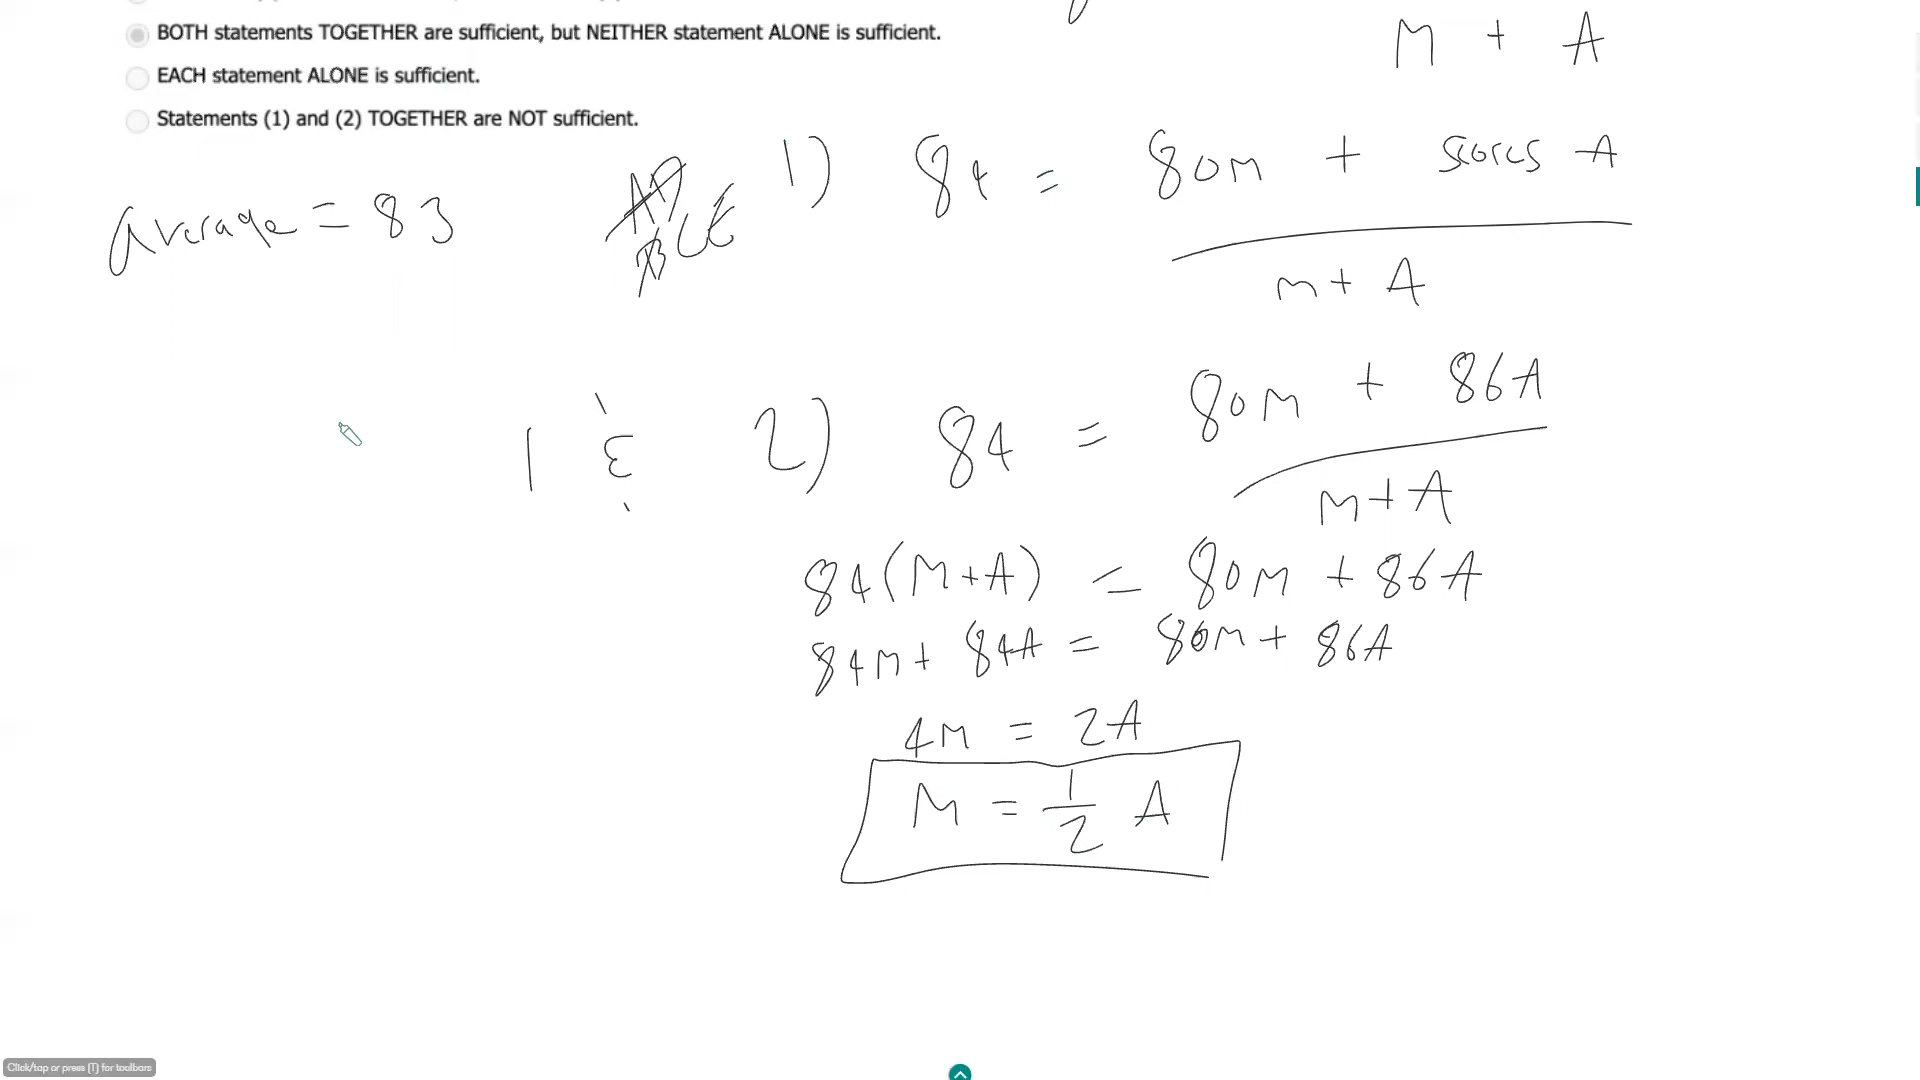 BOTH statements TOGETHER are sufficient, but NEITHER statement ALONE is sufficient.
M + A
EACH statement ALONE is sufficient.
Statements (1) and (2) TOGETHER are NOT sufficient.
1) 84 = 80M + scores A
M + A
average = 83
AD
BCE
1 & 2) 84 = 80M + 86A
M + A
84(M+A) = 80M + 86A
84M + 84A = 80M + 86A
4M = 2A
M = 1/2 A
Click/tap or press [T] for toolbars